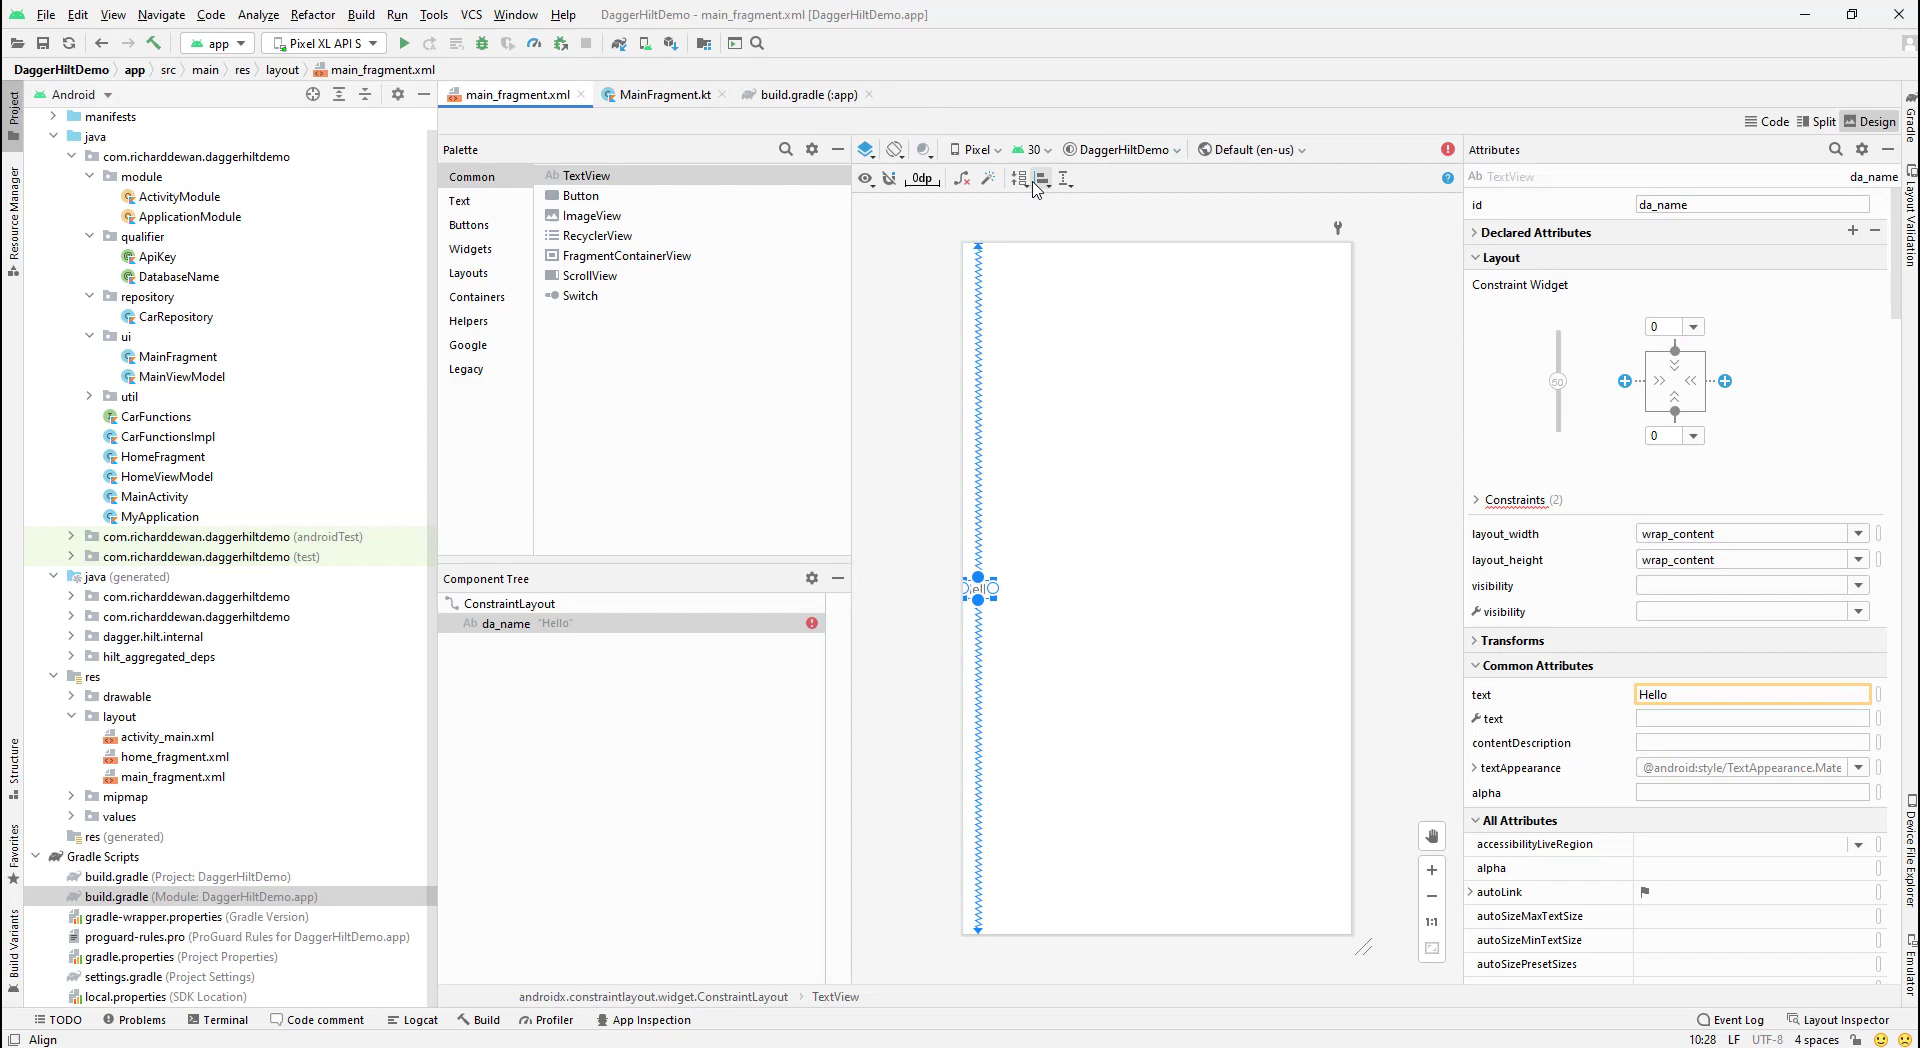 File Edit View Navigate Code Analyze Refactor Build Run Tools VCS Window Help DaggerHiltDemo - main_fragment.xml [DaggerHiltDemo.app]
app Pixel XL API S
DaggerHiltDemo app src main res layout main_fragment.xml
Android
manifests
java
com.richarddewan.daggerhiltdemo
module
ActivityModule
ApplicationModule
qualifier
ApiKey
DatabaseName
repository
CarRepository
ui
MainFragment
MainViewModel
util
CarFunctions
CarFunctionsImpl
HomeFragment
HomeViewModel
MainActivity
MyApplication
com.richarddewan.daggerhiltdemo (androidTest)
com.richarddewan.daggerhiltdemo (test)
java (generated)
com.richarddewan.daggerhiltdemo
com.richarddewan.daggerhiltdemo
dagger.hilt.internal
hilt_aggregated_deps
res
drawable
layout
activity_main.xml
home_fragment.xml
main_fragment.xml
mipmap
values
res (generated)
Gradle Scripts
build.gradle (Project: DaggerHiltDemo)
build.gradle (Module: DaggerHiltDemo.app)
gradle-wrapper.properties (Gradle Version)
proguard-rules.pro (ProGuard Rules for DaggerHiltDemo.app)
gradle.properties (Project Properties)
settings.gradle (Project Settings)
local.properties (SDK Location)
Project
Resource Manager
Structure
Favorites
Build Variants
main_fragment.xml MainFragment.kt build.gradle (:app)
Code Split Design
Palette
Common
Text
Buttons
Widgets
Layouts
Containers
Helpers
Google
Legacy
Ab TextView
Button
ImageView
RecyclerView
FragmentContainerView
ScrollView
Switch
Component Tree
ConstraintLayout
Ab da_name "Hello"
Pixel 30 DaggerHiltDemo Default (en-us)
0dp
1:1
androidx.constraintlayout.widget.ConstraintLayout TextView
Attributes
Ab TextView da_name
id da_name
Declared Attributes
Layout
Constraint Widget
0
50
0
Constraints (2)
layout_width wrap_content
layout_height wrap_content
visibility
visibility
Transforms
Common Attributes
text Hello
text
contentDescription
textAppearance @android:style/TextAppearance.Mate
alpha
All Attributes
accessibilityLiveRegion
alpha
autoLink
autoSizeMaxTextSize
autoSizeMinTextSize
autoSizePresetSizes
Gradle
Layout Validation
Device File Explorer
Emulator
TODO Problems Terminal Code comment Logcat Build Profiler App Inspection Event Log Layout Inspector
Align 10:28 LF UTF-8 4 spaces